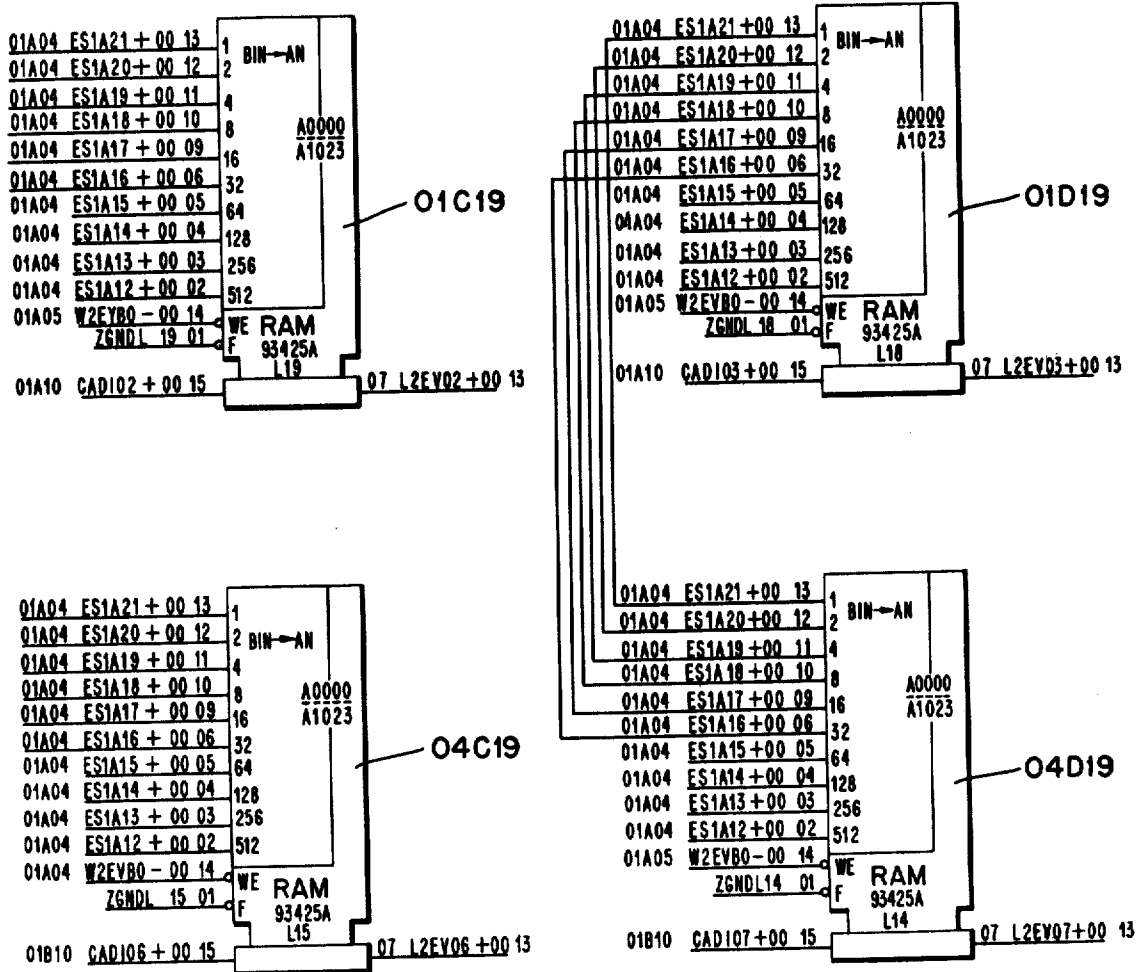 01A04 ES1A21+00 13 1
01A04 ES1A20+00 12 2
BIN→AN
01A04 ES1A19+00 11 4
01A04 ES1A18+00 10 8
A0000
A1023
01A04 ES1A17+00 09 16
01A04 ES1A16+00 06 32
01A04 ES1A15+00 05 64
01C19
01A04 ES1A14+00 04 128
01A04 ES1A13+00 03 256
01A04 ES1A12+00 02 512
01A05 W2EVB0-00 14 WE RAM
ZGNDL 19 01 F 93425A
L19
01A10 CADI02+00 15
07 L2EV02+00 13
01A04 ES1A21+00 13 1
BIN→AN
01A04 ES1A20+00 12 2
01A04 ES1A19+00 11 4
01A04 ES1A18+00 10 8
A0000
A1023
01A04 ES1A17+00 09 16
01A04 ES1A16+00 06 32
01A04 ES1A15+00 05 64
01D19
01A04 ES1A14+00 04 128
01A04 ES1A13+00 03 256
01A04 ES1A12+00 02 512
01A05 W2EVB0-00 14 WE RAM
ZGNDL 18 01 F 93425A
L18
01A10 CADI03+00 15
07 L2EV03+00 13
01A04 ES1A21+00 13 1
01A04 ES1A20+00 12 2
BIN→AN
01A04 ES1A19+00 11 4
01A04 ES1A18+00 10 8
A0000
A1023
01A04 ES1A17+00 09 16
01A04 ES1A16+00 06 32
04C19
01A04 ES1A15+00 05 64
01A04 ES1A14+00 04 128
01A04 ES1A13+00 03 256
01A04 ES1A12+00 02 512
01A04 W2EVB0-00 14 WE RAM
ZGNDL 15 01 F 93425A
L15
01B10 CADI06+00 15
07 L2EV06+00 13
01A04 ES1A21+00 13 1
BIN→AN
01A04 ES1A20+00 12 2
01A04 ES1A19+00 11 4
01A04 ES1A18+00 10 8
A0000
A1023
01A04 ES1A17+00 09 16
01A04 ES1A16+00 06 32
01A04 ES1A15+00 05 64
04D19
01A04 ES1A14+00 04 128
01A04 ES1A13+00 03 256
01A04 ES1A12+00 02 512
01A05 W2EVB0-00 14 WE RAM
ZGNDL14 01 F 93425A
L14
01B10 CADI07+00 15
07 L2EV07+00 13